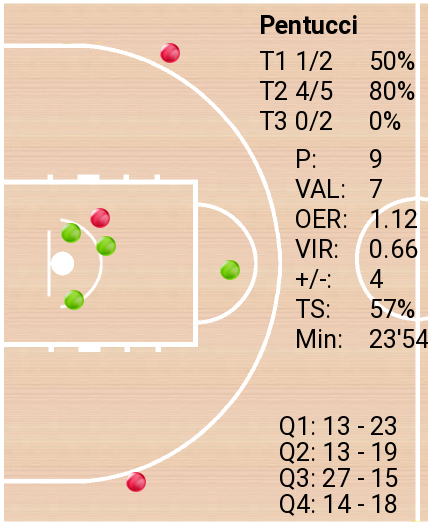 Pentucci
T1 1/2 50%
T2 4/5 80%
T3 0/2 0%
P: 9
VAL: 7
OER: 1.12
VIR: 0.66
+/-: 4
TS: 57%
Min: 23'54
Q1: 13 - 23
Q2: 13 - 19
Q3: 27 - 15
Q4: 14 - 18